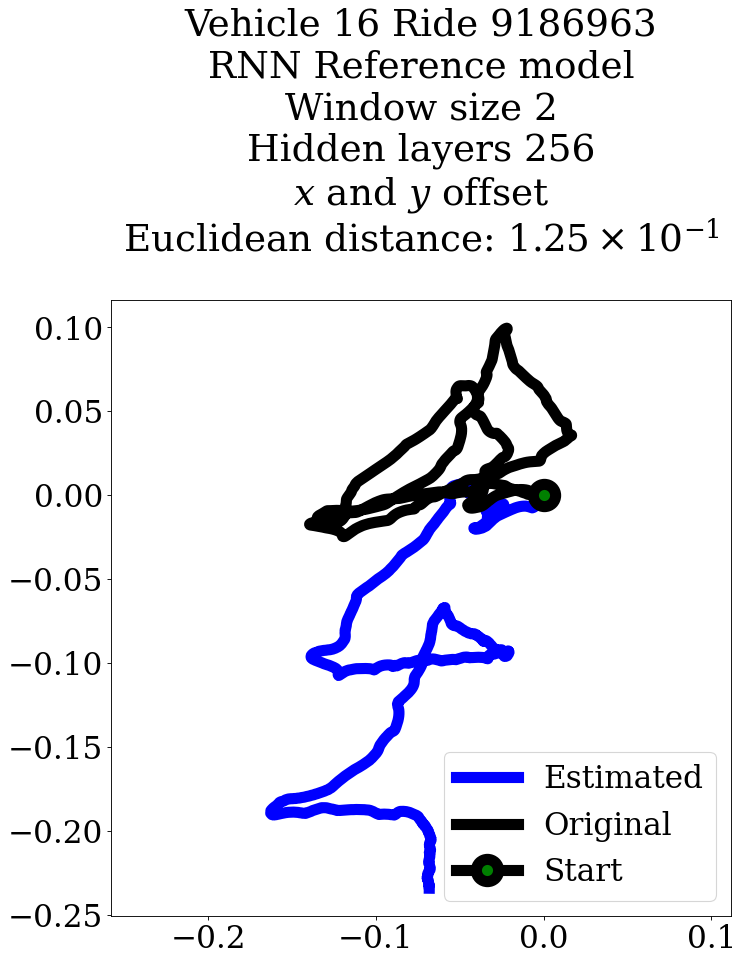 Vehicle 16 Ride 9186963
RNN Reference model
Window size 2
Hidden layers 256
x and y offset
Euclidean distance: 1.25 × 10⁻¹
0.10
0.05
0.00
−0.05
−0.10
−0.15
−0.20
−0.25
Estimated
Original
Start
−0.2 −0.1 0.0 0.1